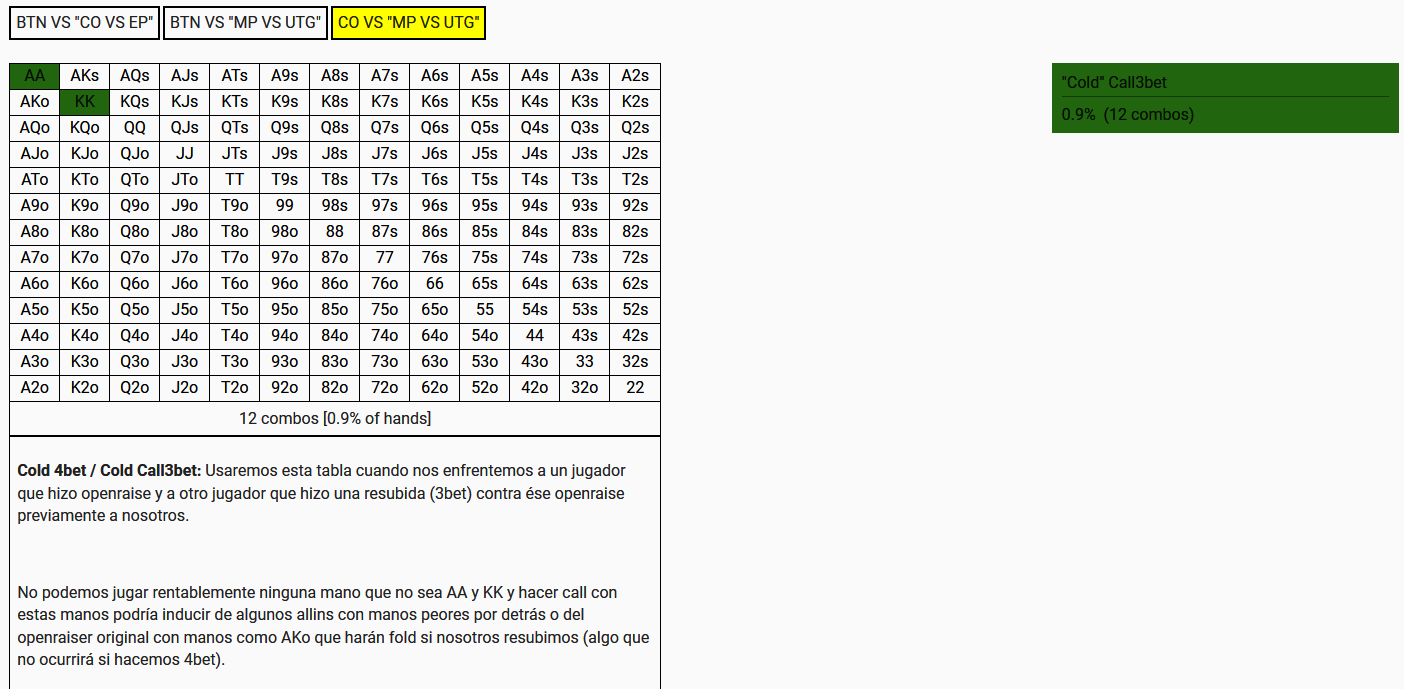 BTN VS "CO VS EP" BTN VS "MP VS UTG" CO VS "MP VS UTG"
AA AKs AQs AJs ATs A9s A8s A7s A6s A5s A4s A3s A2s
AKo KK KQs KJs KTs K9s K8s K7s K6s K5s K4s K3s K2s
AQo KQo QQ QJs QTs Q9s Q8s Q7s Q6s Q5s Q4s Q3s Q2s
AJo KJo QJo JJ JTs J9s J8s J7s J6s J5s J4s J3s J2s
ATo KTo QTo JTo TT T9s T8s T7s T6s T5s T4s T3s T2s
A9o K9o Q9o J9o T9o 99 98s 97s 96s 95s 94s 93s 92s
A8o K8o Q8o J8o T8o 98o 88 87s 86s 85s 84s 83s 82s
A7o K7o Q7o J7o T7o 97o 87o 77 76s 75s 74s 73s 72s
A6o K6o Q6o J6o T6o 96o 86o 76o 66 65s 64s 63s 62s
A5o K5o Q5o J5o T5o 95o 85o 75o 65o 55 54s 53s 52s
A4o K4o Q4o J4o T4o 94o 84o 74o 64o 54o 44 43s 42s
A3o K3o Q3o J3o T3o 93o 83o 73o 63o 53o 43o 33 32s
A2o K2o Q2o J2o T2o 92o 82o 72o 62o 52o 42o 32o 22
12 combos [0.9% of hands]
Cold 4bet / Cold Call3bet: Usaremos esta tabla cuando nos enfrentemos a un jugador
que hizo openraise y a otro jugador que hizo una resubida (3bet) contra ése openraise
previamente a nosotros.
No podemos jugar rentablemente ninguna mano que no sea AA y KK y hacer call con
estas manos podría inducir de algunos allins con manos peores por detrás o del
openraiser original con manos como AKo que harán fold si nosotros resubimos (algo que
no ocurrirá si hacemos 4bet).
"Cold" Call3bet
0.9% (12 combos)